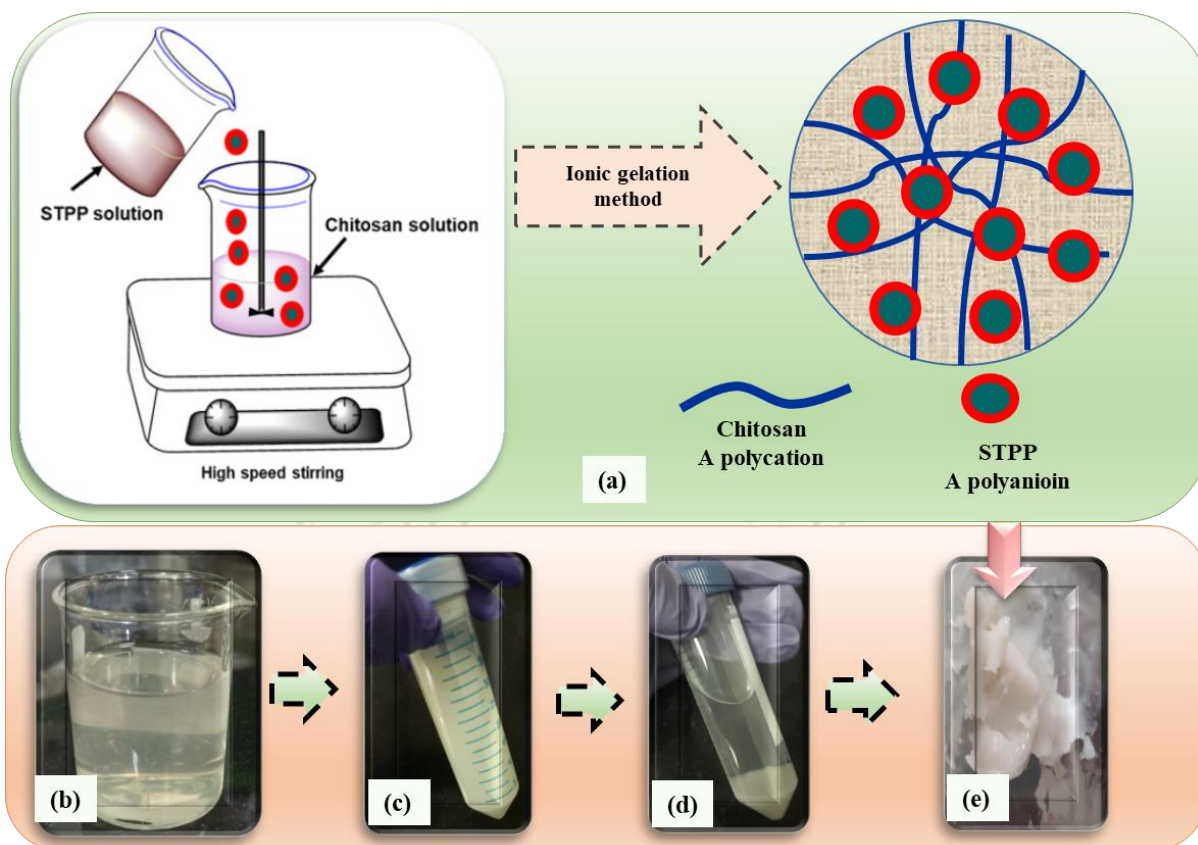 STPP solution
Chitosan solution
High speed stirring
Ionic gelation
method
Chitosan
A polycation
STPP
A polyanioin
(a)
(b)
(c)
(d)
(e)